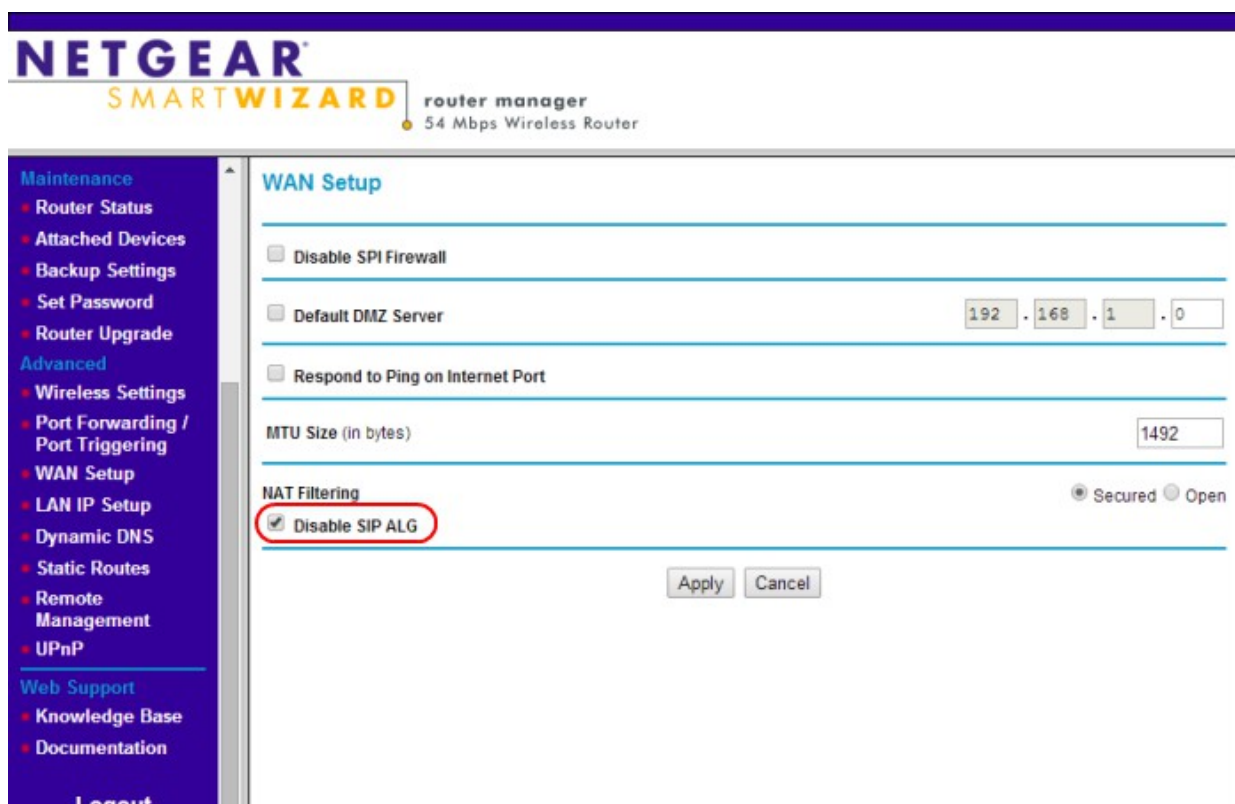 NETGEAR
SMARTWIZARD
router manager
54 Mbps Wireless Router
Maintenance
Router Status
Attached Devices
Backup Settings
Set Password
Router Upgrade
Advanced
Wireless Settings
Port Forwarding /
Port Triggering
WAN Setup
LAN IP Setup
Dynamic DNS
Static Routes
Remote
Management
UPnP
Web Support
Knowledge Base
Documentation
Logout
WAN Setup
Disable SPI Firewall
Default DMZ Server 192 . 168 . 1 . 0
Respond to Ping on Internet Port
MTU Size (in bytes) 1492
NAT Filtering Secured Open
Disable SIP ALG
Apply Cancel